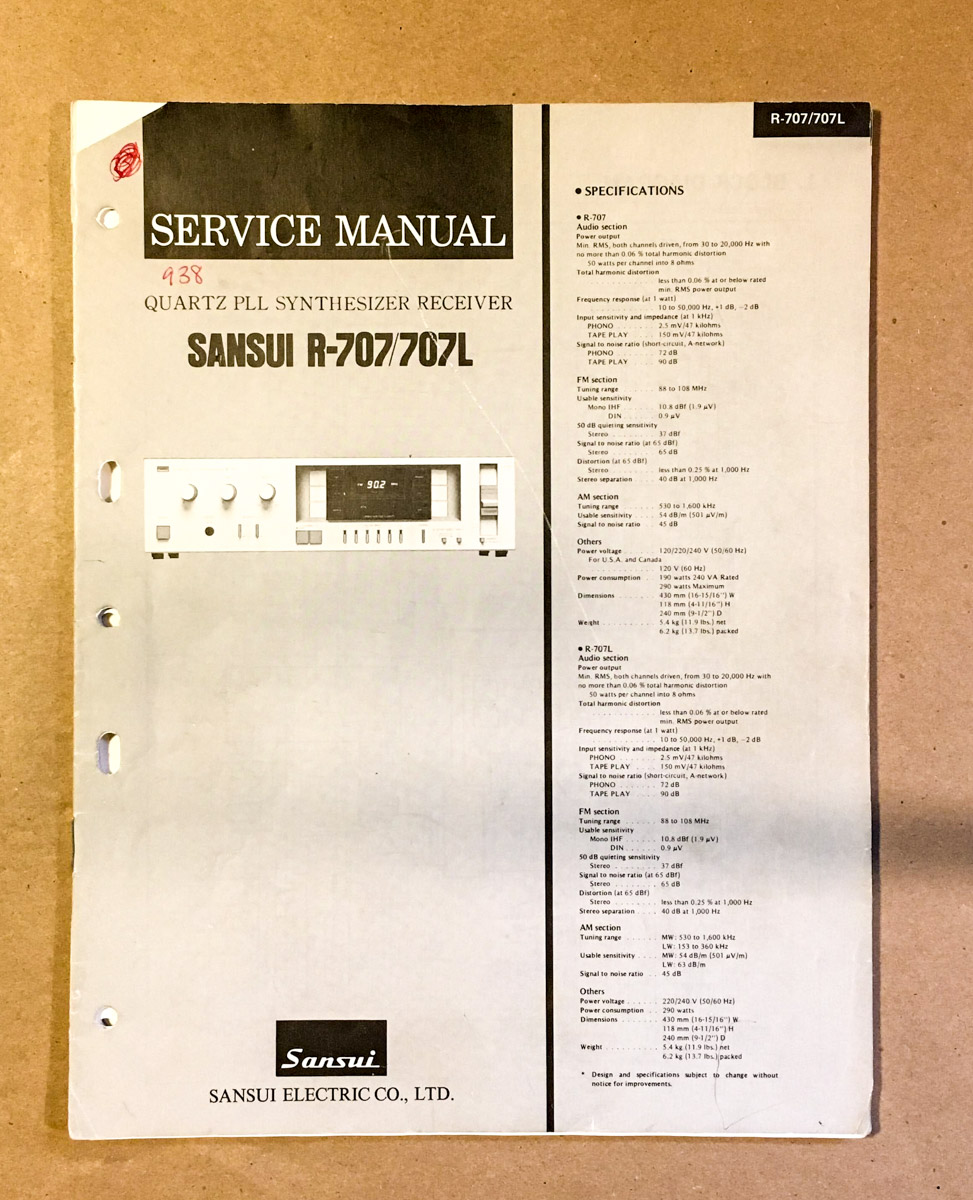 SERVICE MANUAL
938
QUARTZ PLL SYNTHESIZER RECEIVER
SANSUI R-707/707L
90.2
Sansui
SANSUI ELECTRIC CO., LTD.
R-707/707L
• SPECIFICATIONS
• R-707
Audio section
Power output
Min. RMS, both channels driven, from 30 to 20,000 Hz with
no more than 0.06 % total harmonic distortion
50 watts per channel into 8 ohms
Total harmonic distortion
. . . . . . . . . . less than 0.06 % at or below rated
min. RMS power output
Frequency response (at 1 watt)
. . . . . . . . . . 10 to 50,000 Hz, +1 dB, −2 dB
Input sensitivity and impedance (at 1 kHz)
PHONO . . . . . . 2.5 mV/47 kilohms
TAPE PLAY . . . . 150 mV/47 kilohms
Signal to noise ratio (short-circuit, A-network)
PHONO . . . . . . 72 dB
TAPE PLAY . . . . 90 dB
FM section
Tuning range . . . . . . 88 to 108 MHz
Usable sensitivity
Mono IHF . . . . . . 10.8 dBf (1.9 μV)
DIN . . . . . . 0.9 μV
50 dB quieting sensitivity
Stereo . . . . . . . . 37 dBf
Signal to noise ratio (at 65 dBf)
Stereo . . . . . . . . 65 dB
Distortion (at 65 dBf)
Stereo . . . . . . . . less than 0.25 % at 1,000 Hz
Stereo separation . . . . 40 dB at 1,000 Hz
AM section
Tuning range . . . . . . 530 to 1,600 kHz
Usable sensitivity . . . . 54 dB/m (501 μV/m)
Signal to noise ratio . . 45 dB
Others
Power voltage . . . . . . 120/220/240 V (50/60 Hz)
For U.S.A. and Canada
. . . . . . . . . . 120 V (60 Hz)
Power consumption . . 190 watts 240 VA Rated
290 watts Maximum
Dimensions . . . . . . . 430 mm (16-15/16") W
118 mm (4-11/16") H
240 mm (9-1/2") D
Weight . . . . . . . . . . 5.4 kg (11.9 lbs.) net
6.2 kg (13.7 lbs.) packed
• R-707L
Audio section
Power output
Min. RMS, both channels driven, from 30 to 20,000 Hz with
no more than 0.06 % total harmonic distortion
50 watts per channel into 8 ohms
Total harmonic distortion
. . . . . . . . . . less than 0.06 % at or below rated
min. RMS power output
Frequency response (at 1 watt)
. . . . . . . . . . 10 to 50,000 Hz, +1 dB, −2 dB
Input sensitivity and impedance (at 1 kHz)
PHONO . . . . . . 2.5 mV/47 kilohms
TAPE PLAY . . . . 150 mV/47 kilohms
Signal to noise ratio (short-circuit, A-network)
PHONO . . . . . . 72 dB
TAPE PLAY . . . . 90 dB
FM section
Tuning range . . . . . . 88 to 108 MHz
Usable sensitivity
Mono IHF . . . . . . 10.8 dBf (1.9 μV)
DIN . . . . . . 0.9 μV
50 dB quieting sensitivity
Stereo . . . . . . . . 37 dBf
Signal to noise ratio (at 65 dBf)
Stereo . . . . . . . . 65 dB
Distortion (at 65 dBf)
Stereo . . . . . . . . less than 0.25 % at 1,000 Hz
Stereo separation . . . . 40 dB at 1,000 Hz
AM section
Tuning range . . . . . . MW: 530 to 1,600 kHz
LW: 153 to 360 kHz
Usable sensitivity . . . . MW: 54 dB/m (501 μV/m)
LW: 63 dB/m
Signal to noise ratio . . 45 dB
Others
Power voltage . . . . . . 220/240 V (50/60 Hz)
Power consumption . . 290 watts
Dimensions . . . . . . . 430 mm (16-15/16") W
118 mm (4-11/16") H
240 mm (9-1/2") D
Weight . . . . . . . . . . 5.4 kg (11.9 lbs.) net
6.2 kg (13.7 lbs.) packed
* Design and specifications subject to change without
notice for improvements.